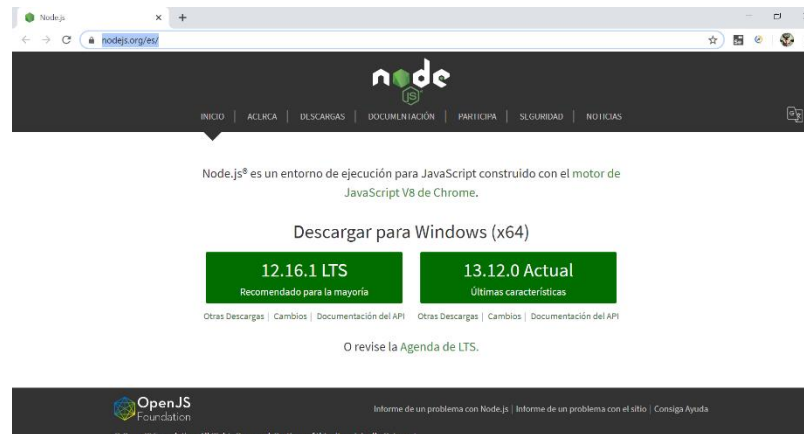 Node.js
nodejs.org/es/
node
JS
INICIO | ACERCA | DESCARGAS | DOCUMENTACIÓN | PARTICIPA | SEGURIDAD | NOTICIAS
Node.js® es un entorno de ejecución para JavaScript construido con el motor de
JavaScript V8 de Chrome.
Descargar para Windows (x64)
12.16.1 LTS
Recomendado para la mayoría
13.12.0 Actual
Últimas características
Otras Descargas | Cambios | Documentación del API
Otras Descargas | Cambios | Documentación del API
O revise la Agenda de LTS.
OpenJS
Foundation
Informe de un problema con Node.js | Informe de un problema con el sitio | Consiga Ayuda